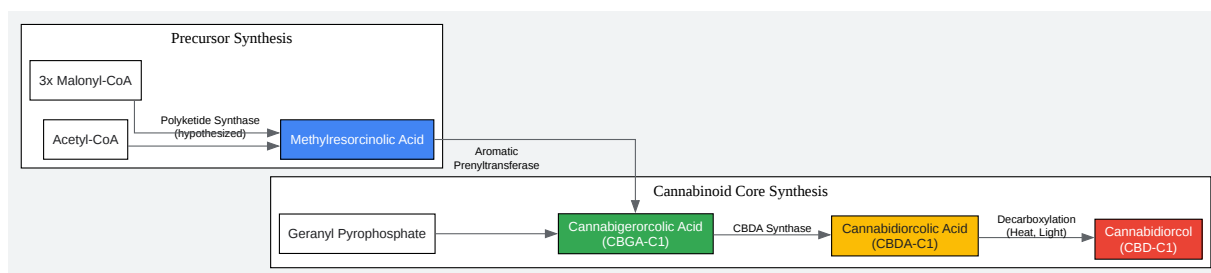 Precursor Synthesis
3x Malonyl-CoA
Polyketide Synthase
(hypothesized)
Acetyl-CoA
Methylresorcinolic Acid
Aromatic
Prenyltransferase
Cannabinoid Core Synthesis
Geranyl Pyrophosphate
Cannabigerorcolic Acid
(CBGA-C1)
CBDA Synthase
Cannabidiorcolic Acid
(CBDA-C1)
Decarboxylation
(Heat, Light)
Cannabidiorcol
(CBD-C1)